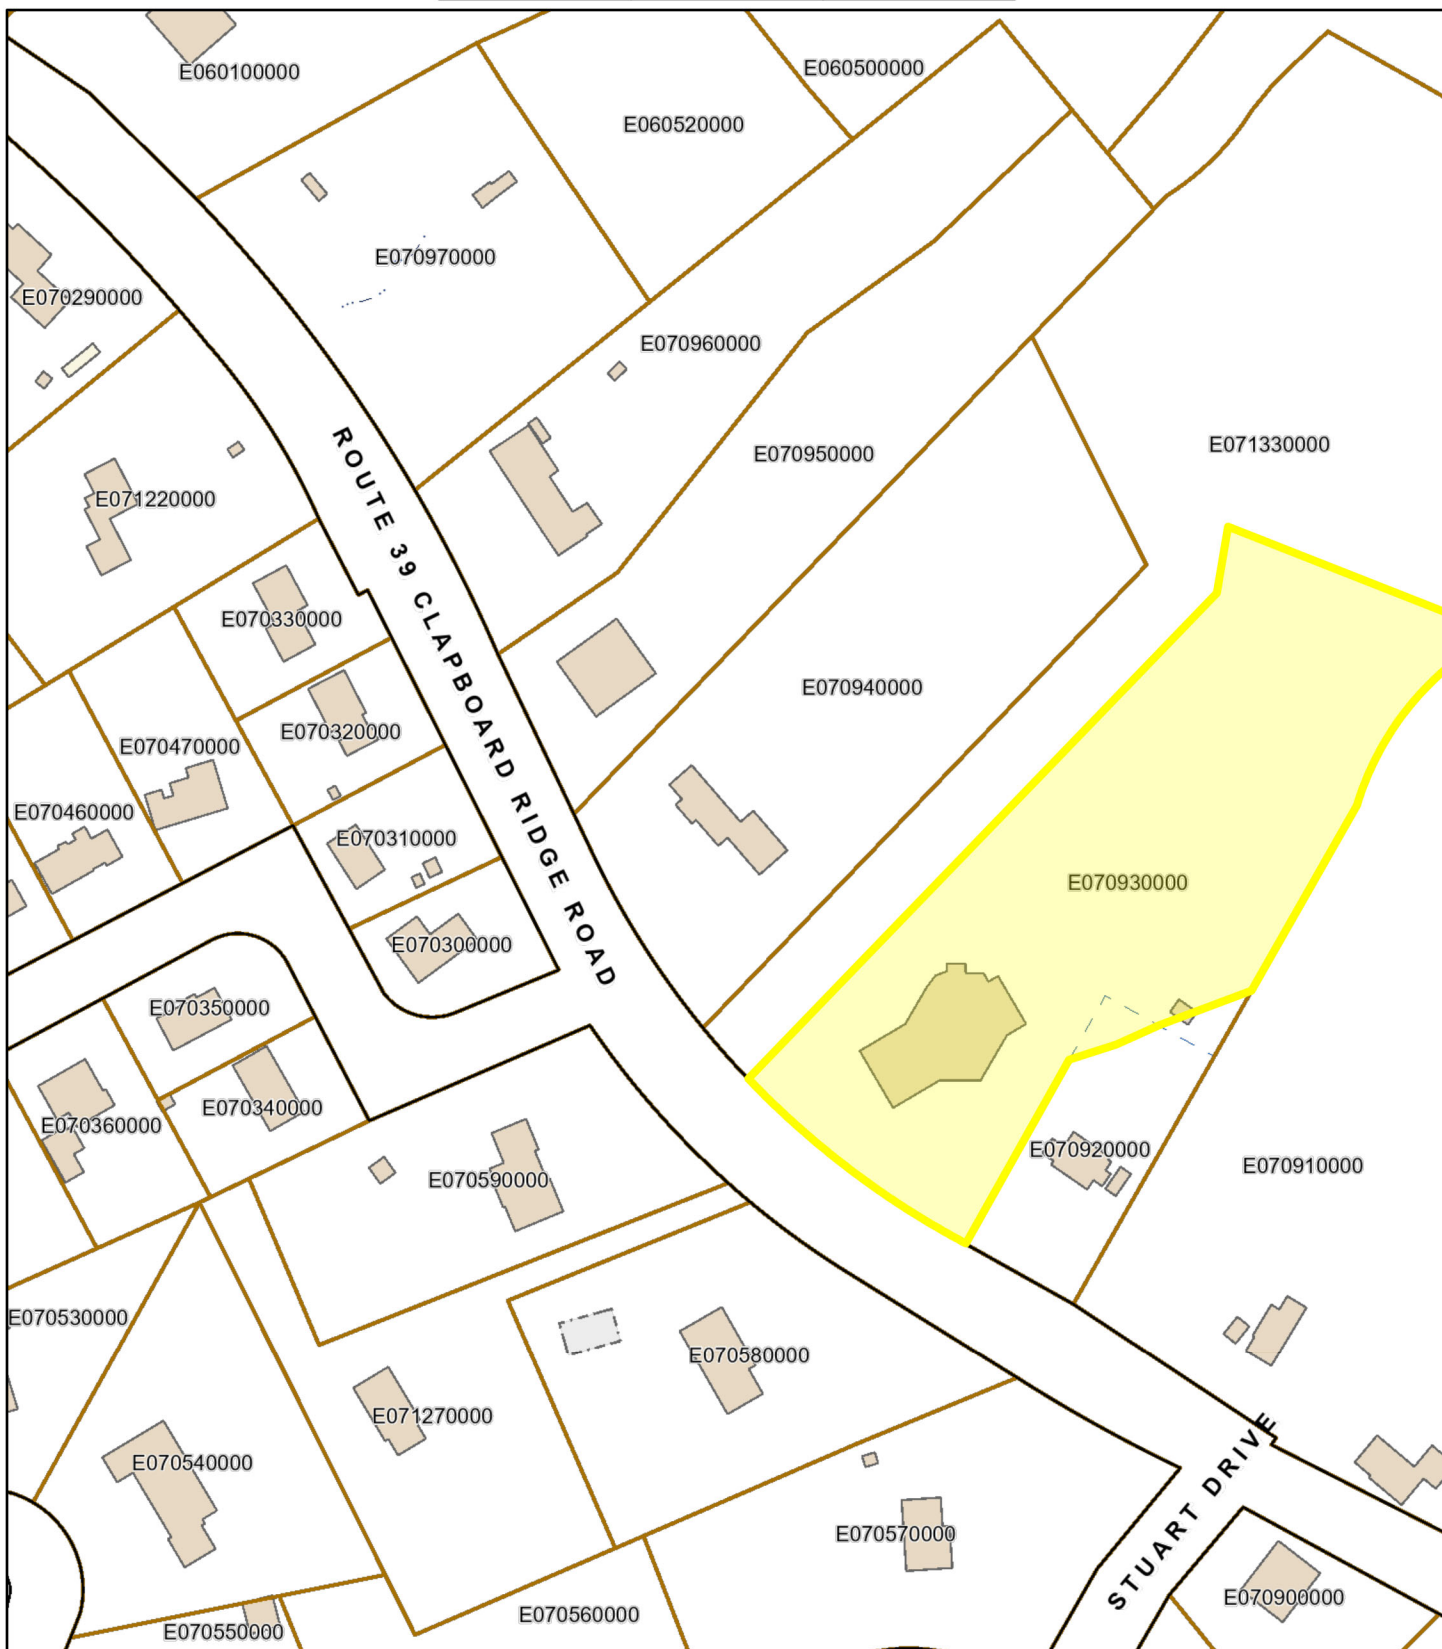 E060100000
E060500000
E060520000
E070970000
E070290000
E070960000
E071330000
E070950000
E071220000
E070330000
E070940000
E070320000
E070470000
E070460000
E070310000
ROUTE 39 CLAPBOARD RIDGE ROAD
E070930000
E070300000
E070350000
E070340000
E070360000
E070920000
E070910000
E070590000
E070530000
E070580000
E071270000
E070540000
STUART DRIVE
E070570000
E070900000
E070560000
E070550000